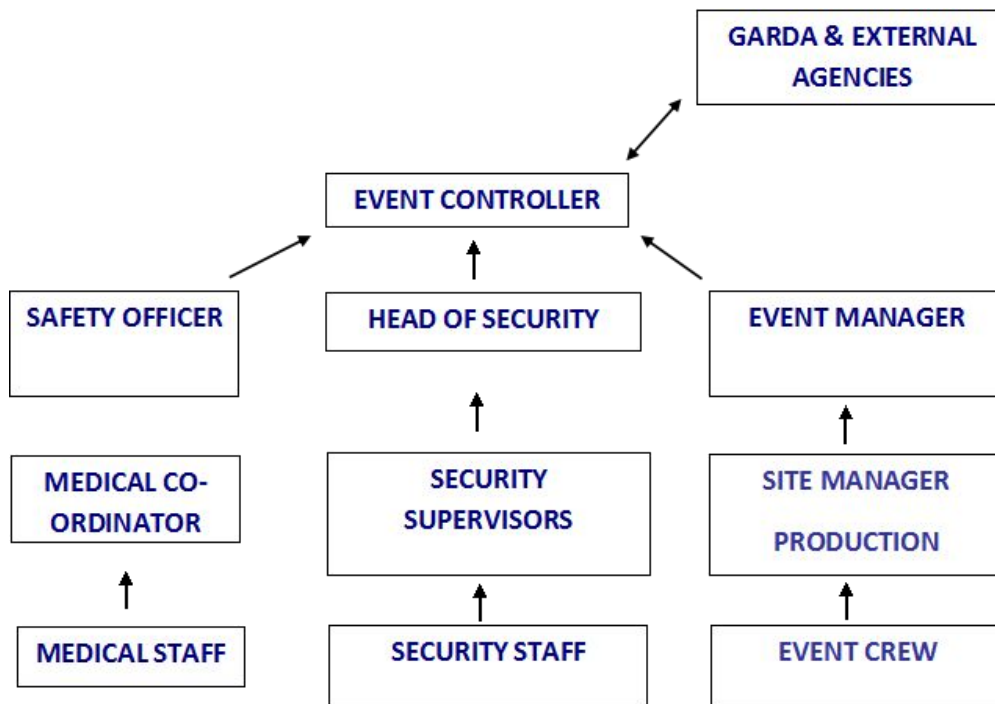 GARDA & EXTERNAL
AGENCIES
EVENT CONTROLLER
SAFETY OFFICER
HEAD OF SECURITY
EVENT MANAGER
MEDICAL CO-
ORDINATOR
SECURITY
SUPERVISORS
SITE MANAGER
PRODUCTION
MEDICAL STAFF
SECURITY STAFF
EVENT CREW